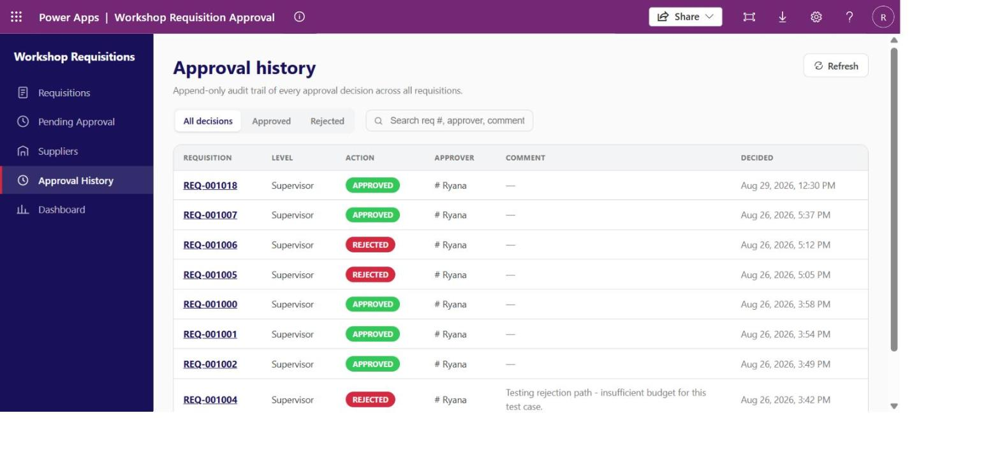 Power Apps | Workshop Requisition Approval
Share
R
Workshop Requisitions
Requisitions
Pending Approval
Suppliers
Approval History
Dashboard
Approval history
Refresh
Append-only audit trail of every approval decision across all requisitions.
All decisions Approved Rejected Search req #, approver, comment
REQUISITION LEVEL ACTION APPROVER COMMENT DECIDED
REQ-001018 Supervisor APPROVED # Ryana — Aug 29, 2026, 12:30 PM
REQ-001007 Supervisor APPROVED # Ryana — Aug 26, 2026, 5:37 PM
REQ-001006 Supervisor REJECTED # Ryana — Aug 26, 2026, 5:12 PM
REQ-001005 Supervisor REJECTED # Ryana — Aug 26, 2026, 5:05 PM
REQ-001000 Supervisor APPROVED # Ryana — Aug 26, 2026, 3:58 PM
REQ-001001 Supervisor APPROVED # Ryana — Aug 26, 2026, 3:54 PM
REQ-001002 Supervisor APPROVED # Ryana — Aug 26, 2026, 3:49 PM
REQ-001004 Supervisor REJECTED # Ryana Testing rejection path - insufficient budget for this
test case. Aug 26, 2026, 3:42 PM